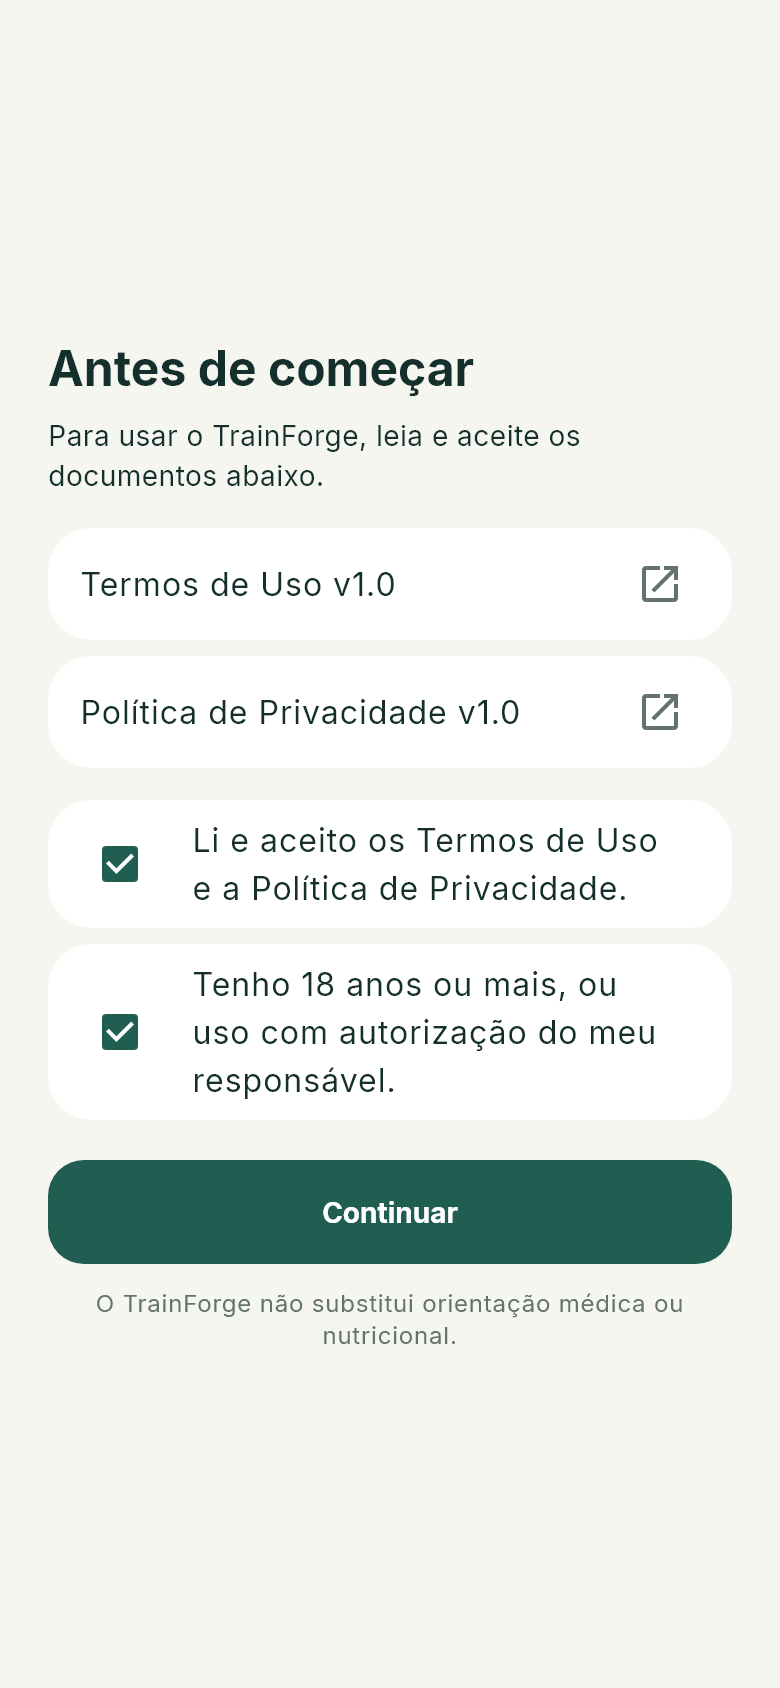 Antes de começar
Para usar o TrainForge, leia e aceite os
documentos abaixo.
Termos de Uso v1.0
Política de Privacidade v1.0
Li e aceito os Termos de Uso
e a Política de Privacidade.
Tenho 18 anos ou mais, ou
uso com autorização do meu
responsável.
Continuar
O TrainForge não substitui orientação médica ou
nutricional.